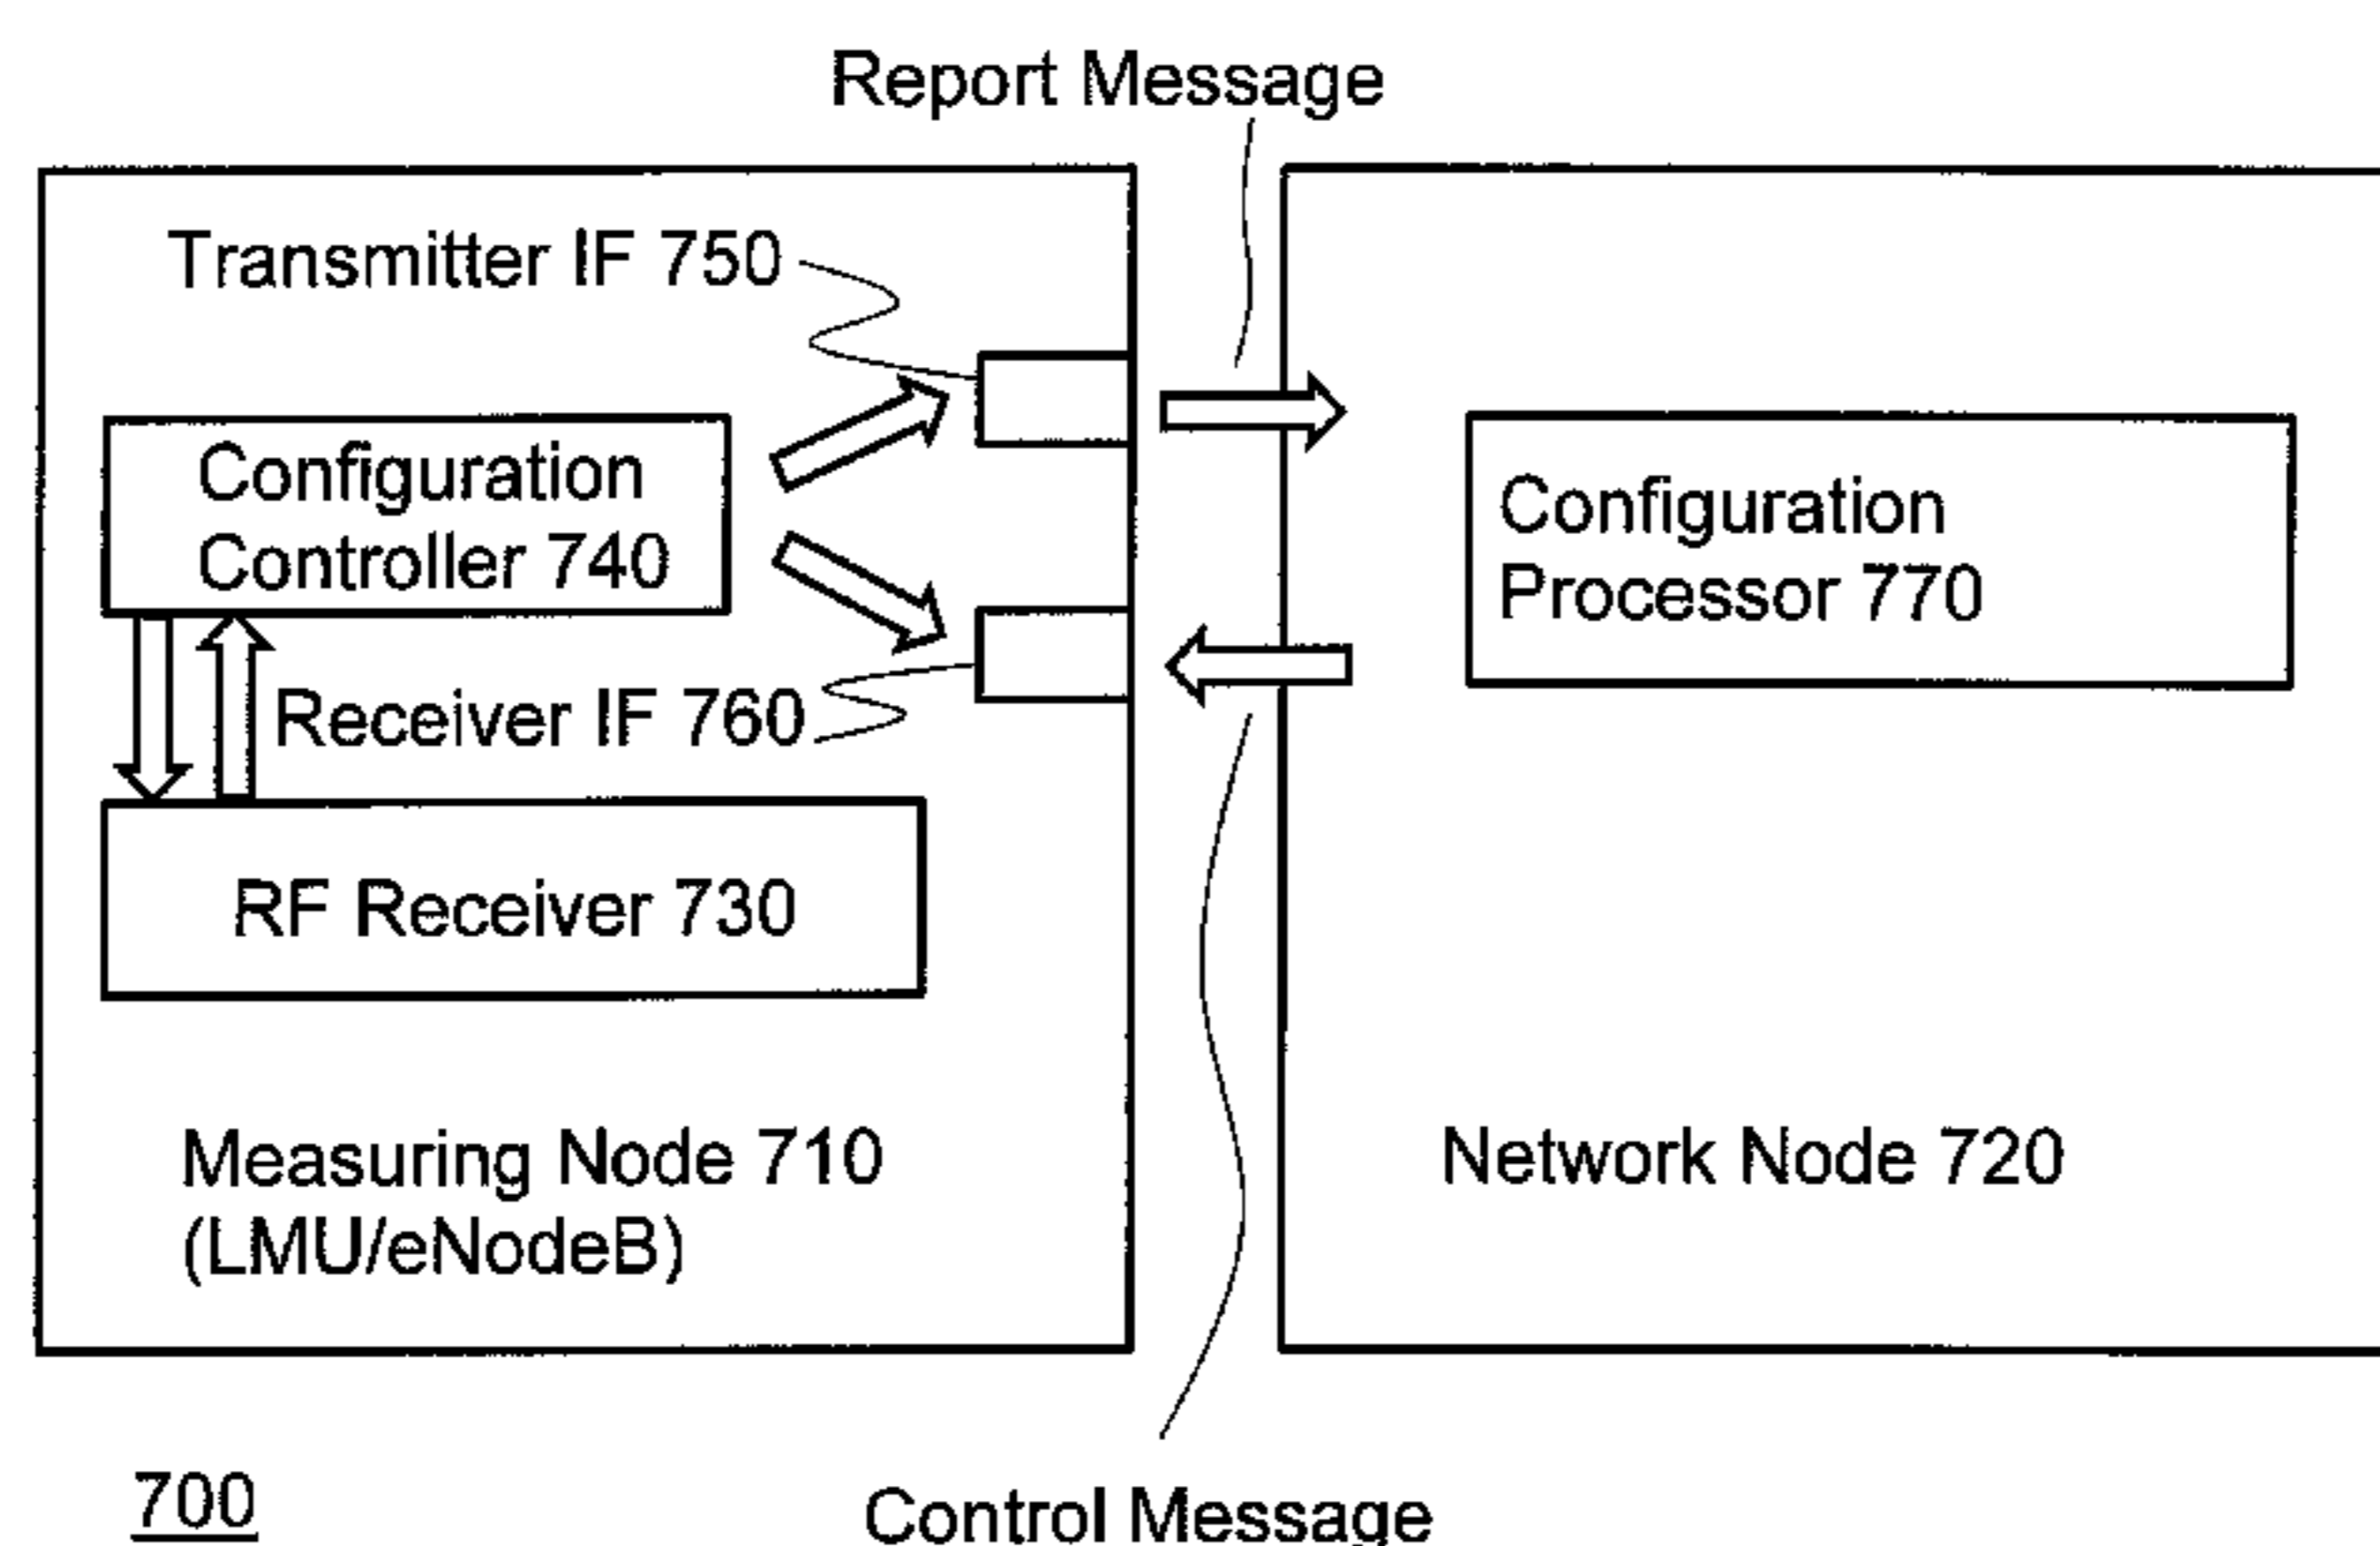 Report Message
Transmitter IF 750
Configuration
Controller 740
Configuration
Processor 770
Receiver IF 760
RF Receiver 730
Measuring Node 710
(LMU/eNodeB)
Network Node 720
700
Control Message